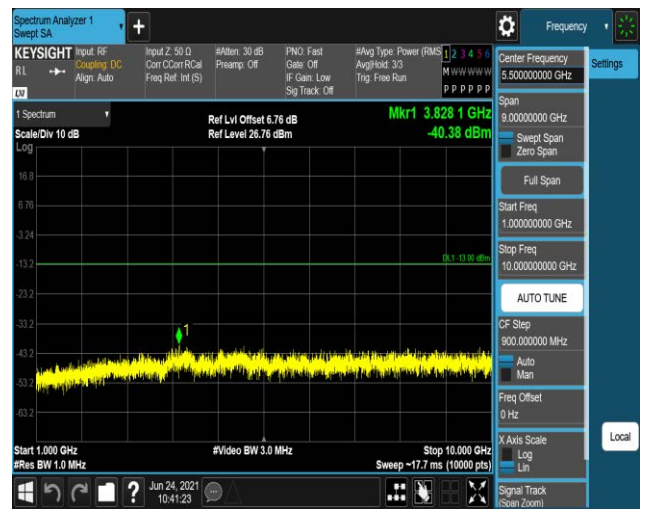 Spectrum Analyzer 1
Swept SA
+
Frequency
KEYSIGHT
Input: RF
Coupling: DC
Align: Auto
Input Z: 50 Ω
Corr CCorr RCal
Freq Ref: Int (S)
#Atten: 30 dB
Preamp: Off
PNO: Fast
Gate: Off
IF Gain: Low
Sig Track: Off
#Avg Type: Power (RMS
Avg|Hold: 3/3
Trig: Free Run
1 2 3 4 5 6
M W W W W W
P P P P P P
R L
LXI
Center Frequency
5.500000000 GHz
Settings
1 Spectrum
Scale/Div 10 dB
Log
Ref Lvl Offset 6.76 dB
Ref Level 26.76 dBm
Mkr1 3.828 1 GHz
-40.38 dBm
Span
9.00000000 GHz
Swept Span
Zero Span
Full Span
Start Freq
1.000000000 GHz
Stop Freq
10.000000000 GHz
AUTO TUNE
CF Step
900.000000 MHz
Auto
Man
Freq Offset
0 Hz
X Axis Scale
Log
Lin
Local
Signal Track
(Span Zoom)
16.8
6.76
-3.24
-13.2
-23.2
-33.2
-43.2
-53.2
-63.2
DL1 -13.00 dBm
1
Start 1.000 GHz
#Res BW 1.0 MHz
#Video BW 3.0 MHz
Stop 10.000 GHz
Sweep ~17.7 ms (10000 pts)
?
Jun 24, 2021
10:41:23